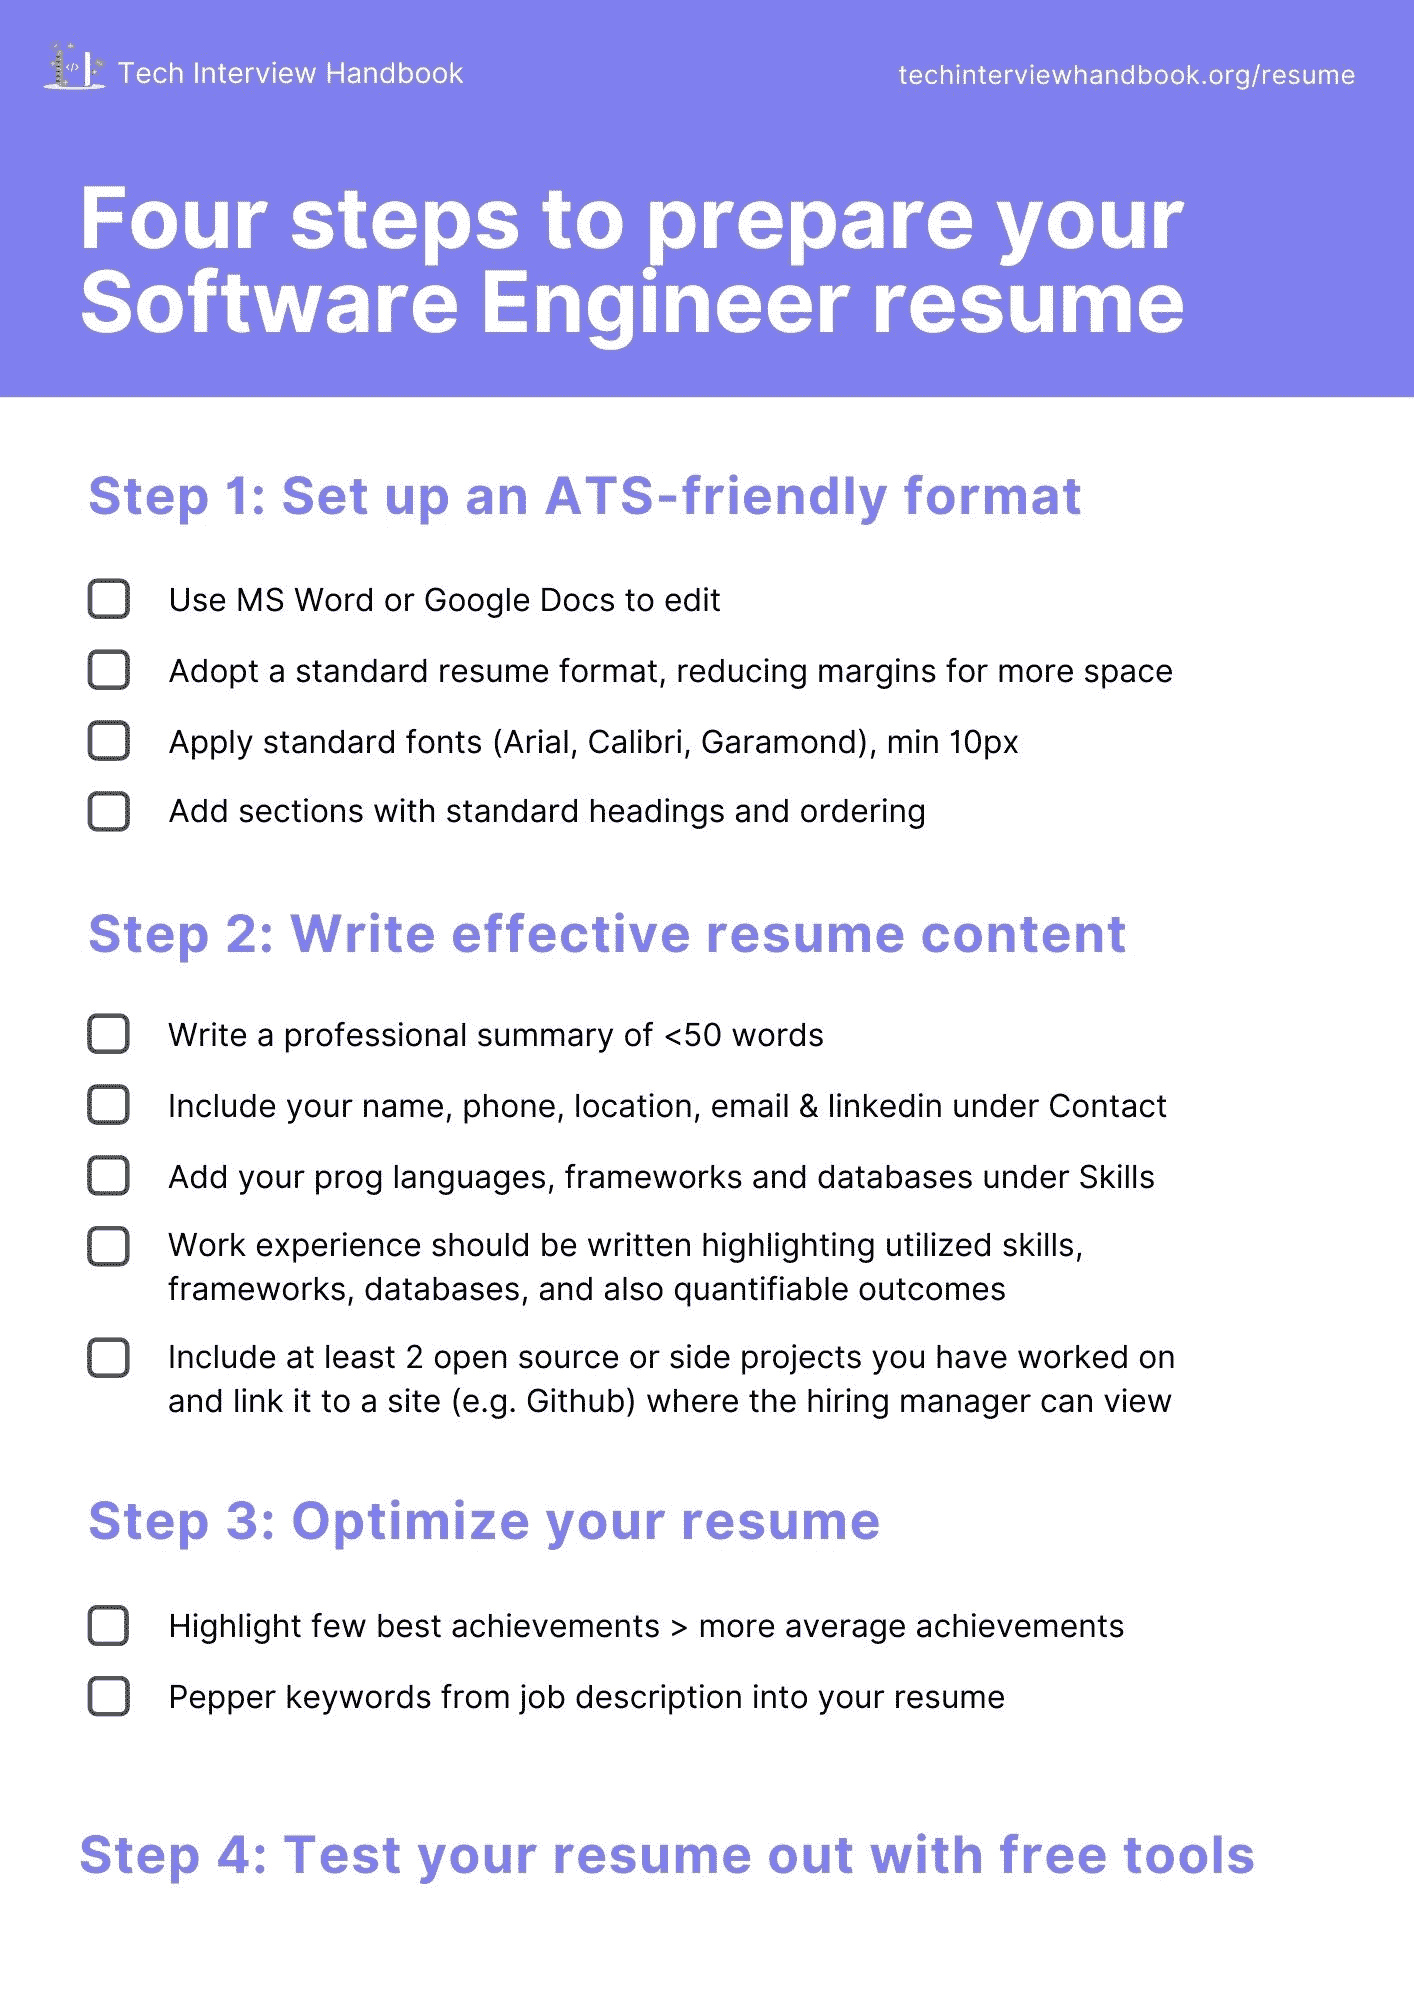 Tech Interview Handbook
techinterviewhandbook.org/resume
Four steps to prepare your
Software Engineer resume
Step 1: Set up an ATS-friendly format
Use MS Word or Google Docs to edit
Adopt a standard resume format, reducing margins for more space
Apply standard fonts (Arial, Calibri, Garamond), min 10px
Add sections with standard headings and ordering
Step 2: Write effective resume content
Write a professional summary of <50 words
Include your name, phone, location, email & linkedin under Contact
Add your prog languages, frameworks and databases under Skills
Work experience should be written highlighting utilized skills,
frameworks, databases, and also quantifiable outcomes
Include at least 2 open source or side projects you have worked on
and link it to a site (e.g. Github) where the hiring manager can view
Step 3: Optimize your resume
Highlight few best achievements > more average achievements
Pepper keywords from job description into your resume
Step 4: Test your resume out with free tools